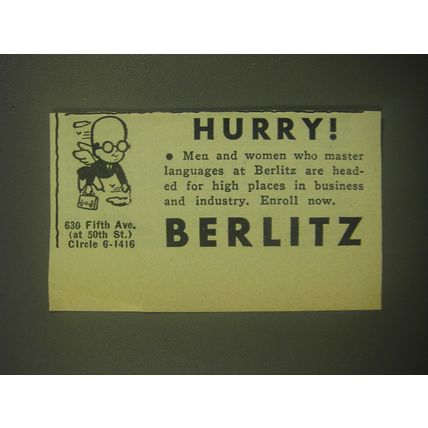 HURRY!
• Men and women who master
languages at Berlitz are head-
ed for high places in business
and industry. Enroll now.
BERLITZ
630 Fifth Ave.
(at 50th St.)
CIrcle 6-1416